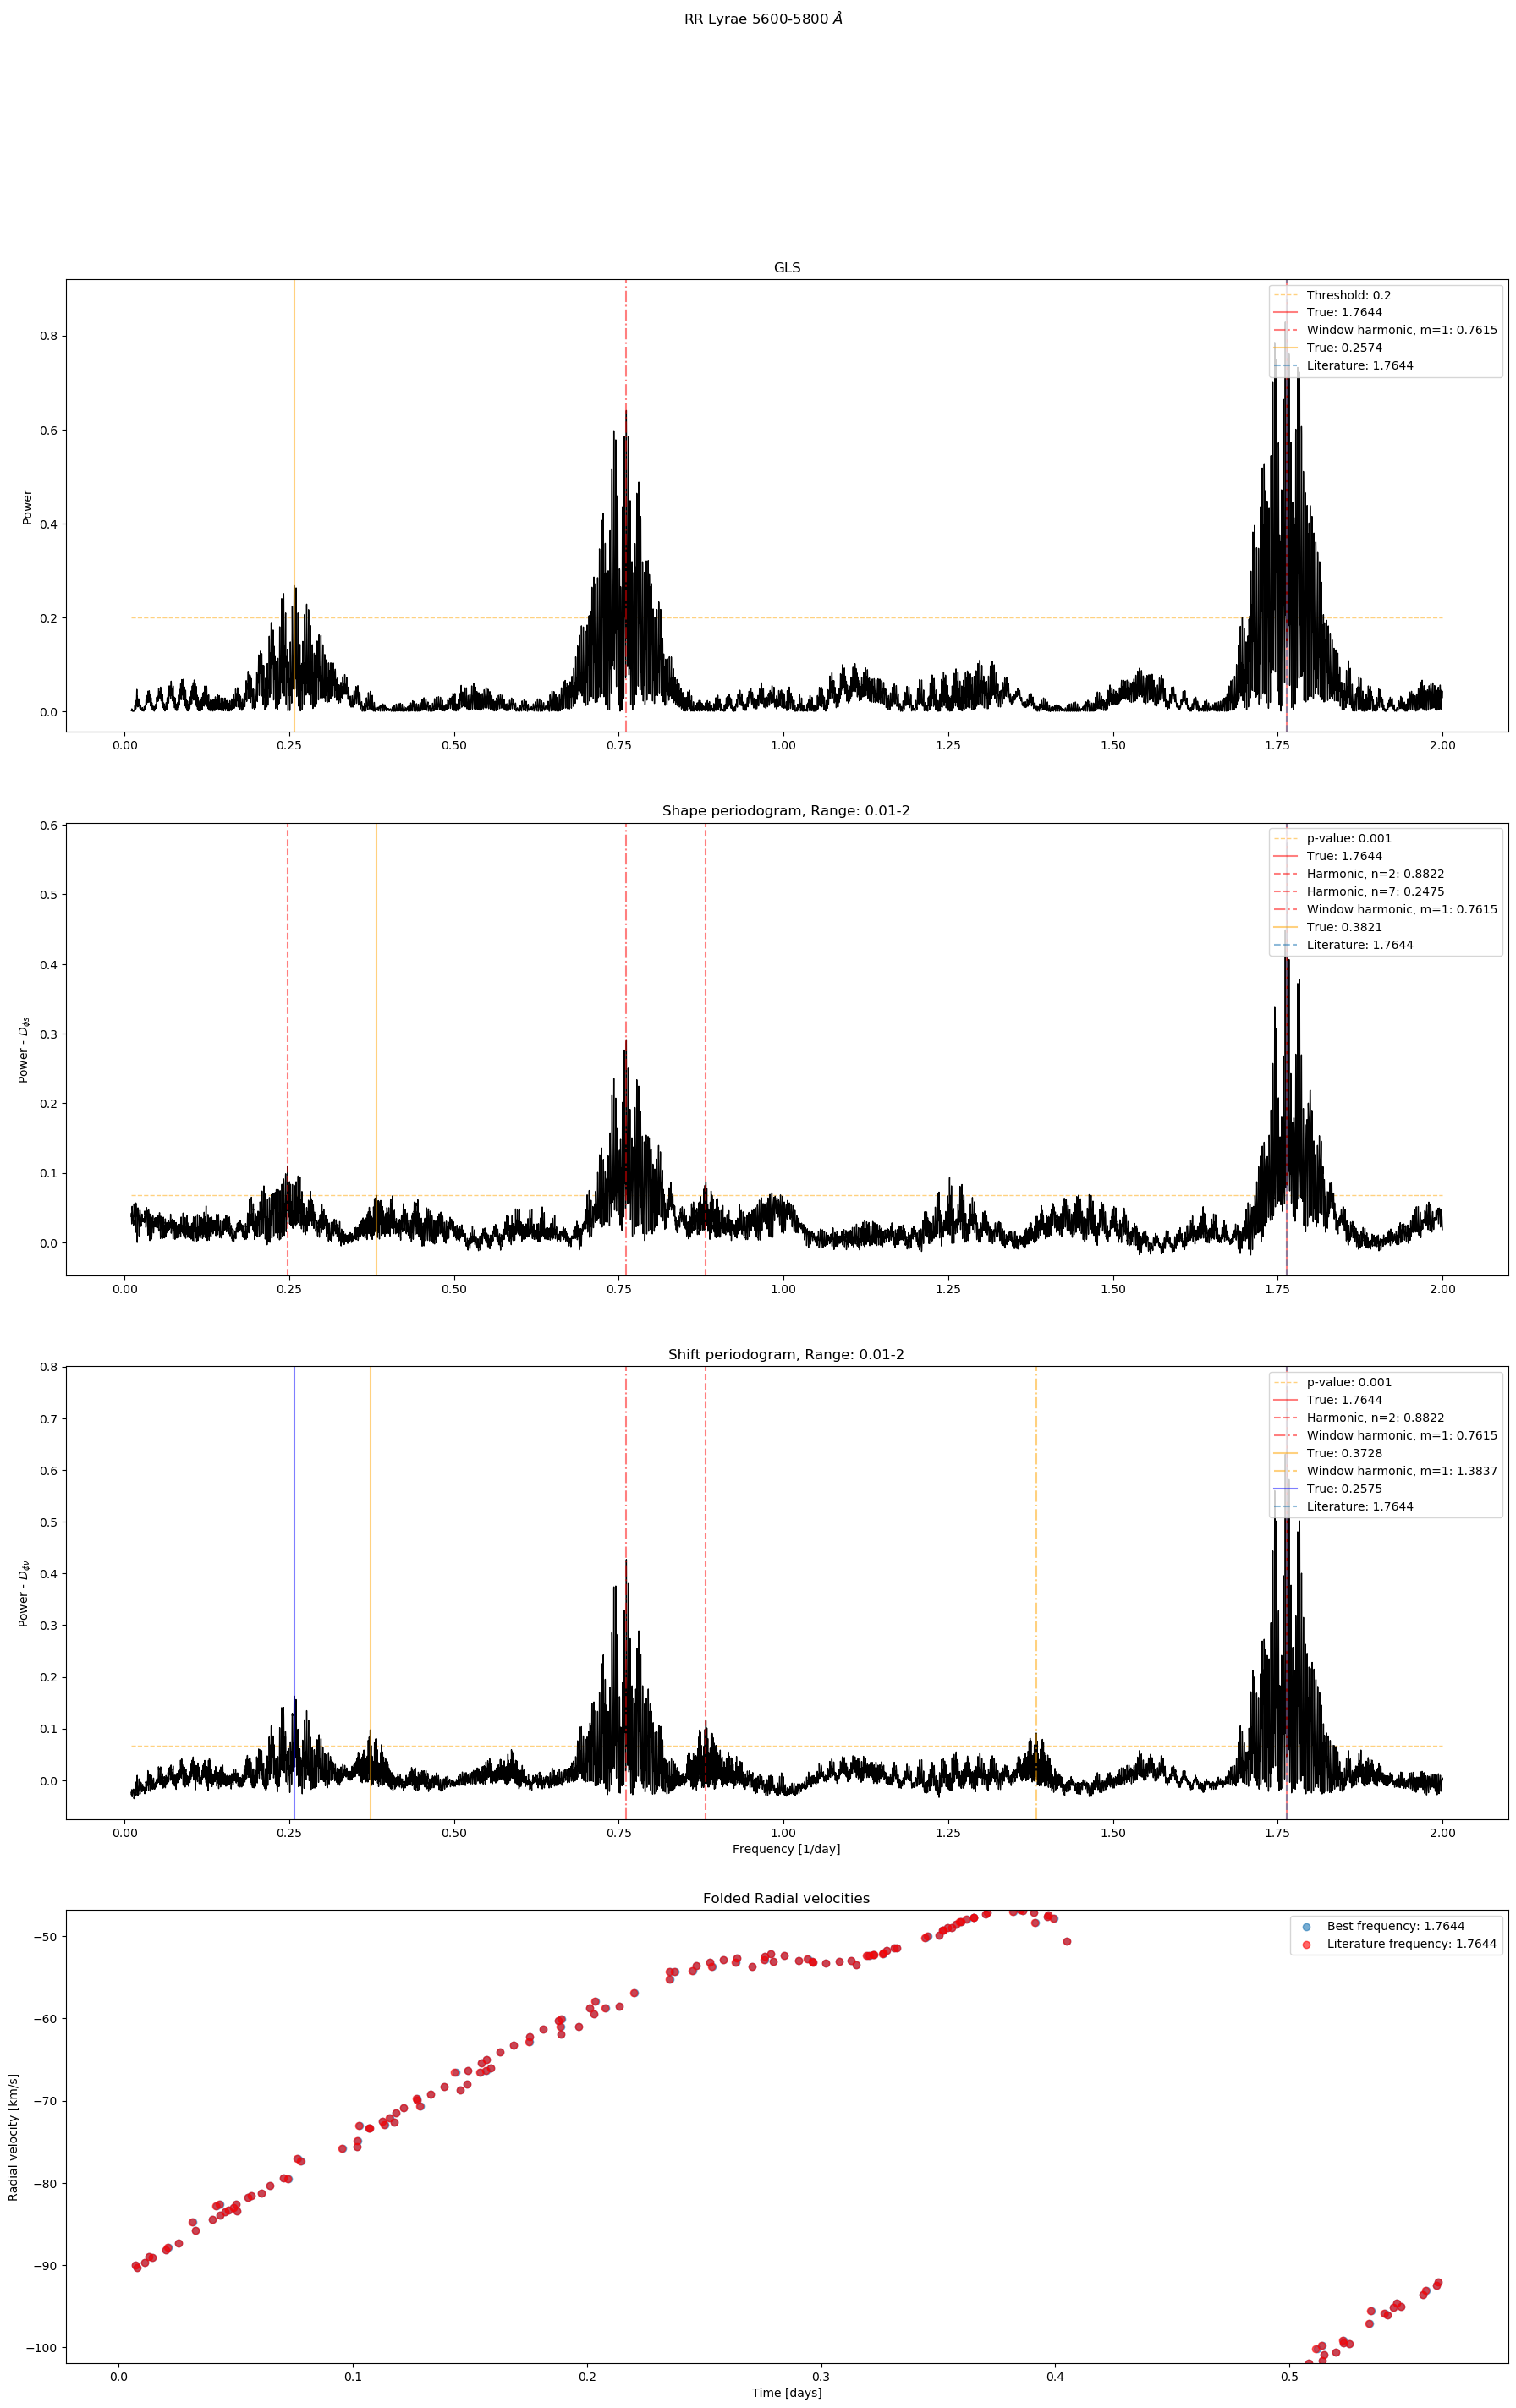 RR Lyrae 5600-5800 Å
GLS
Power
0.8
0.6
0.4
0.2
0.0
0.00 0.25 0.50 0.75 1.00 1.25 1.50 1.75 2.00
Threshold: 0.2
True: 1.7644
Window harmonic, m=1: 0.7615
True: 0.2574
Literature: 1.7644
Shape periodogram, Range: 0.01-2
Power - Dϕs
0.6
0.5
0.4
0.3
0.2
0.1
0.0
0.00 0.25 0.50 0.75 1.00 1.25 1.50 1.75 2.00
p-value: 0.001
True: 1.7644
Harmonic, n=2: 0.8822
Harmonic, n=7: 0.2475
Window harmonic, m=1: 0.7615
True: 0.3821
Literature: 1.7644
Shift periodogram, Range: 0.01-2
Power - Dϕv
0.8
0.7
0.6
0.5
0.4
0.3
0.2
0.1
0.0
0.00 0.25 0.50 0.75 1.00 1.25 1.50 1.75 2.00
Frequency [1/day]
p-value: 0.001
True: 1.7644
Harmonic, n=2: 0.8822
Window harmonic, m=1: 0.7615
True: 0.3728
Window harmonic, m=1: 1.3837
True: 0.2575
Literature: 1.7644
Folded Radial velocities
Radial velocity [km/s]
−50
−60
−70
−80
−90
−100
0.0 0.1 0.2 0.3 0.4 0.5
Time [days]
Best frequency: 1.7644
Literature frequency: 1.7644